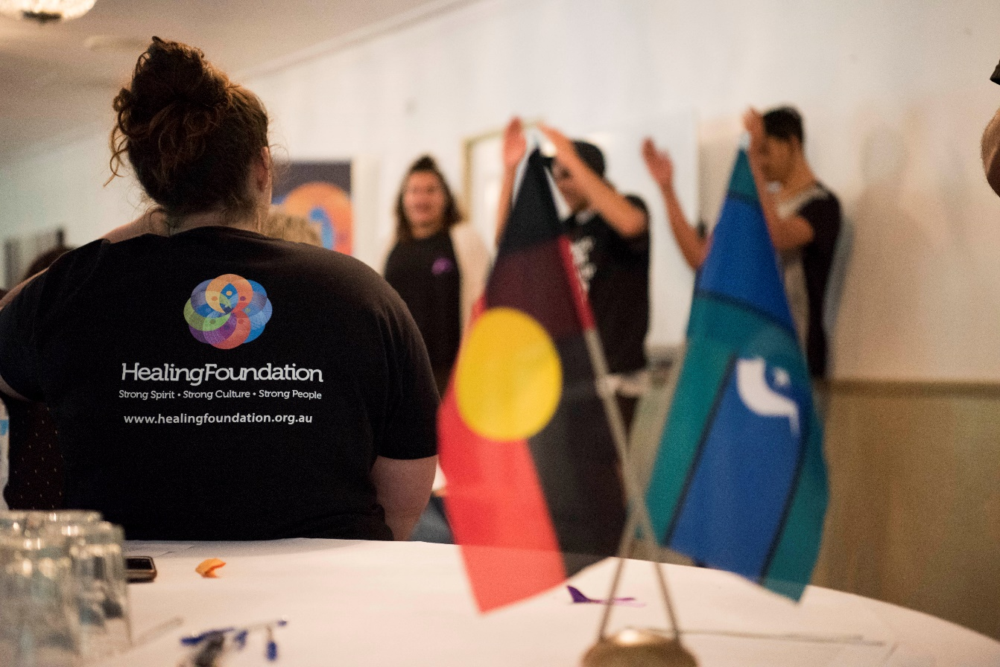 HealingFoundation
Strong Spirit • Strong Culture • Strong People
www.healingfoundation.org.au